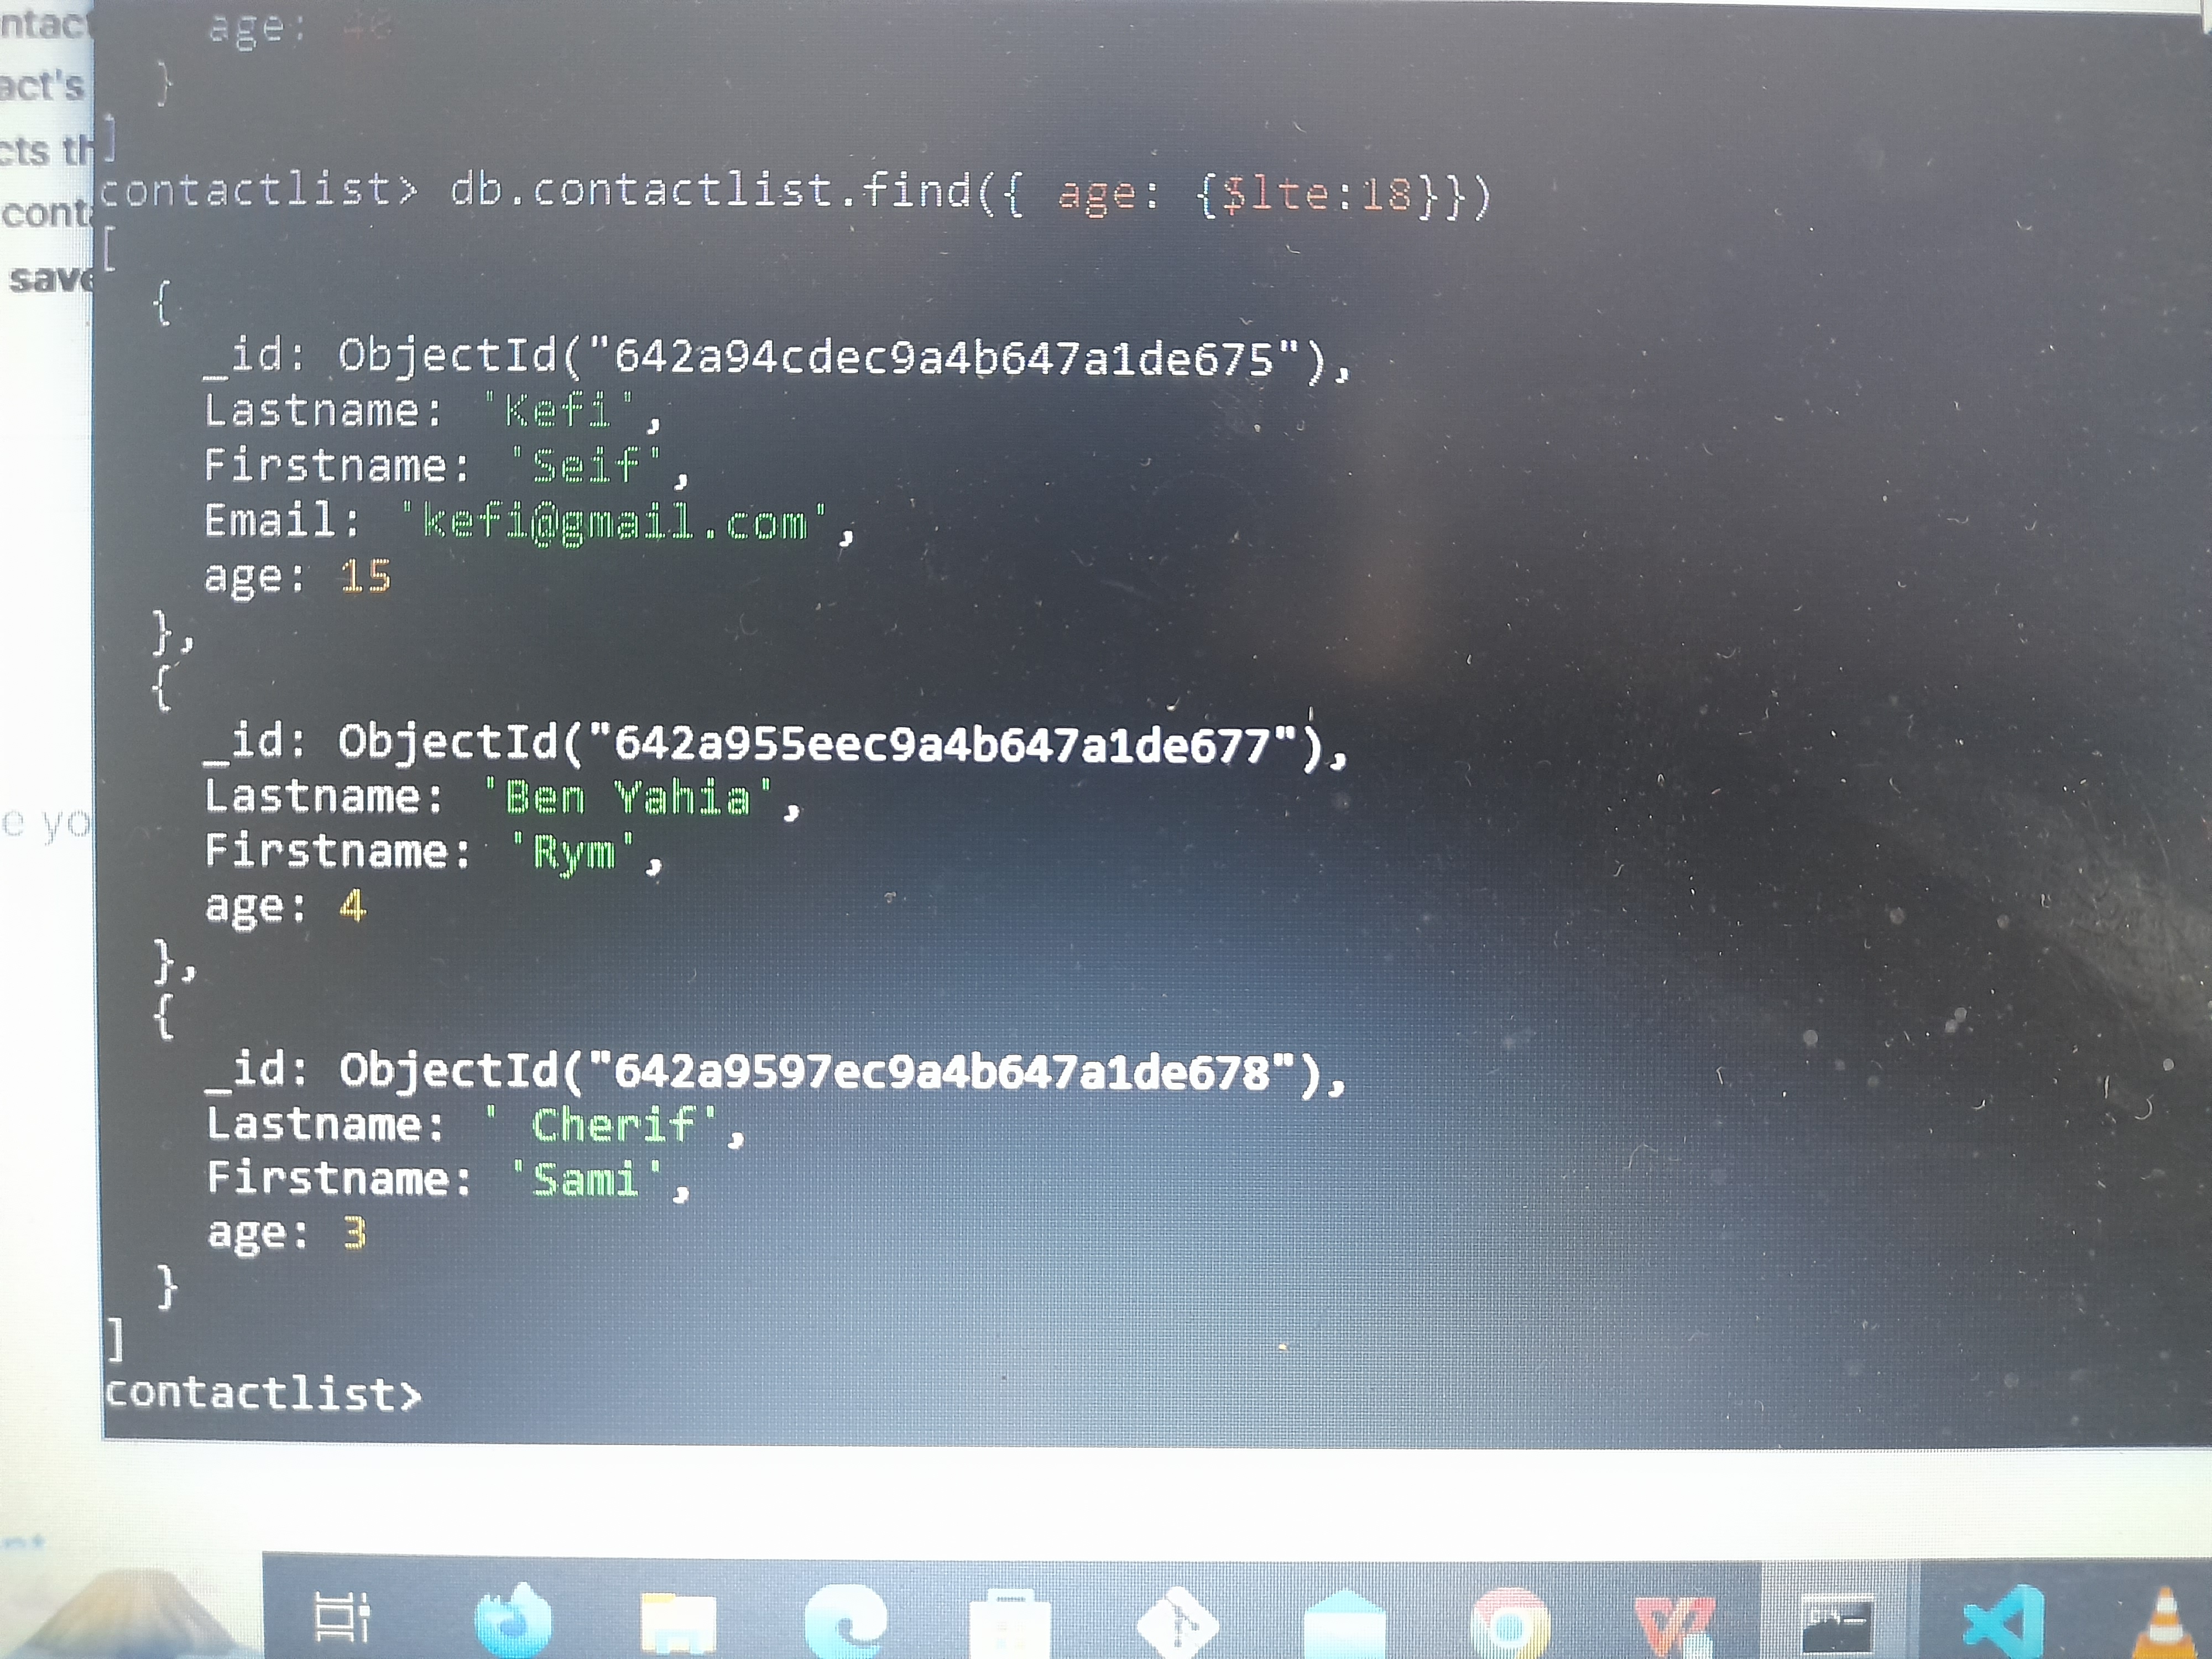 age:
}
]
contactlist> db.contactlist.find({ age: {$lte:18}})
[
{
_id: ObjectId("642a94cdec9a4b647a1de675"),
Lastname: 'Kefi',
Firstname: 'Seif',
Email: 'kefi@gmail.com',
age: 15
},
{
_id: ObjectId("642a955eec9a4b647a1de677"),
Lastname: 'Ben Yahia',
Firstname: 'Rym',
age: 4
},
{
_id: ObjectId("642a9597ec9a4b647a1de678"),
Lastname: ' Cherif',
Firstname: 'Sami',
age: 3
}
]
contactlist>
ntact
act's
cts th
conta
save
e yo